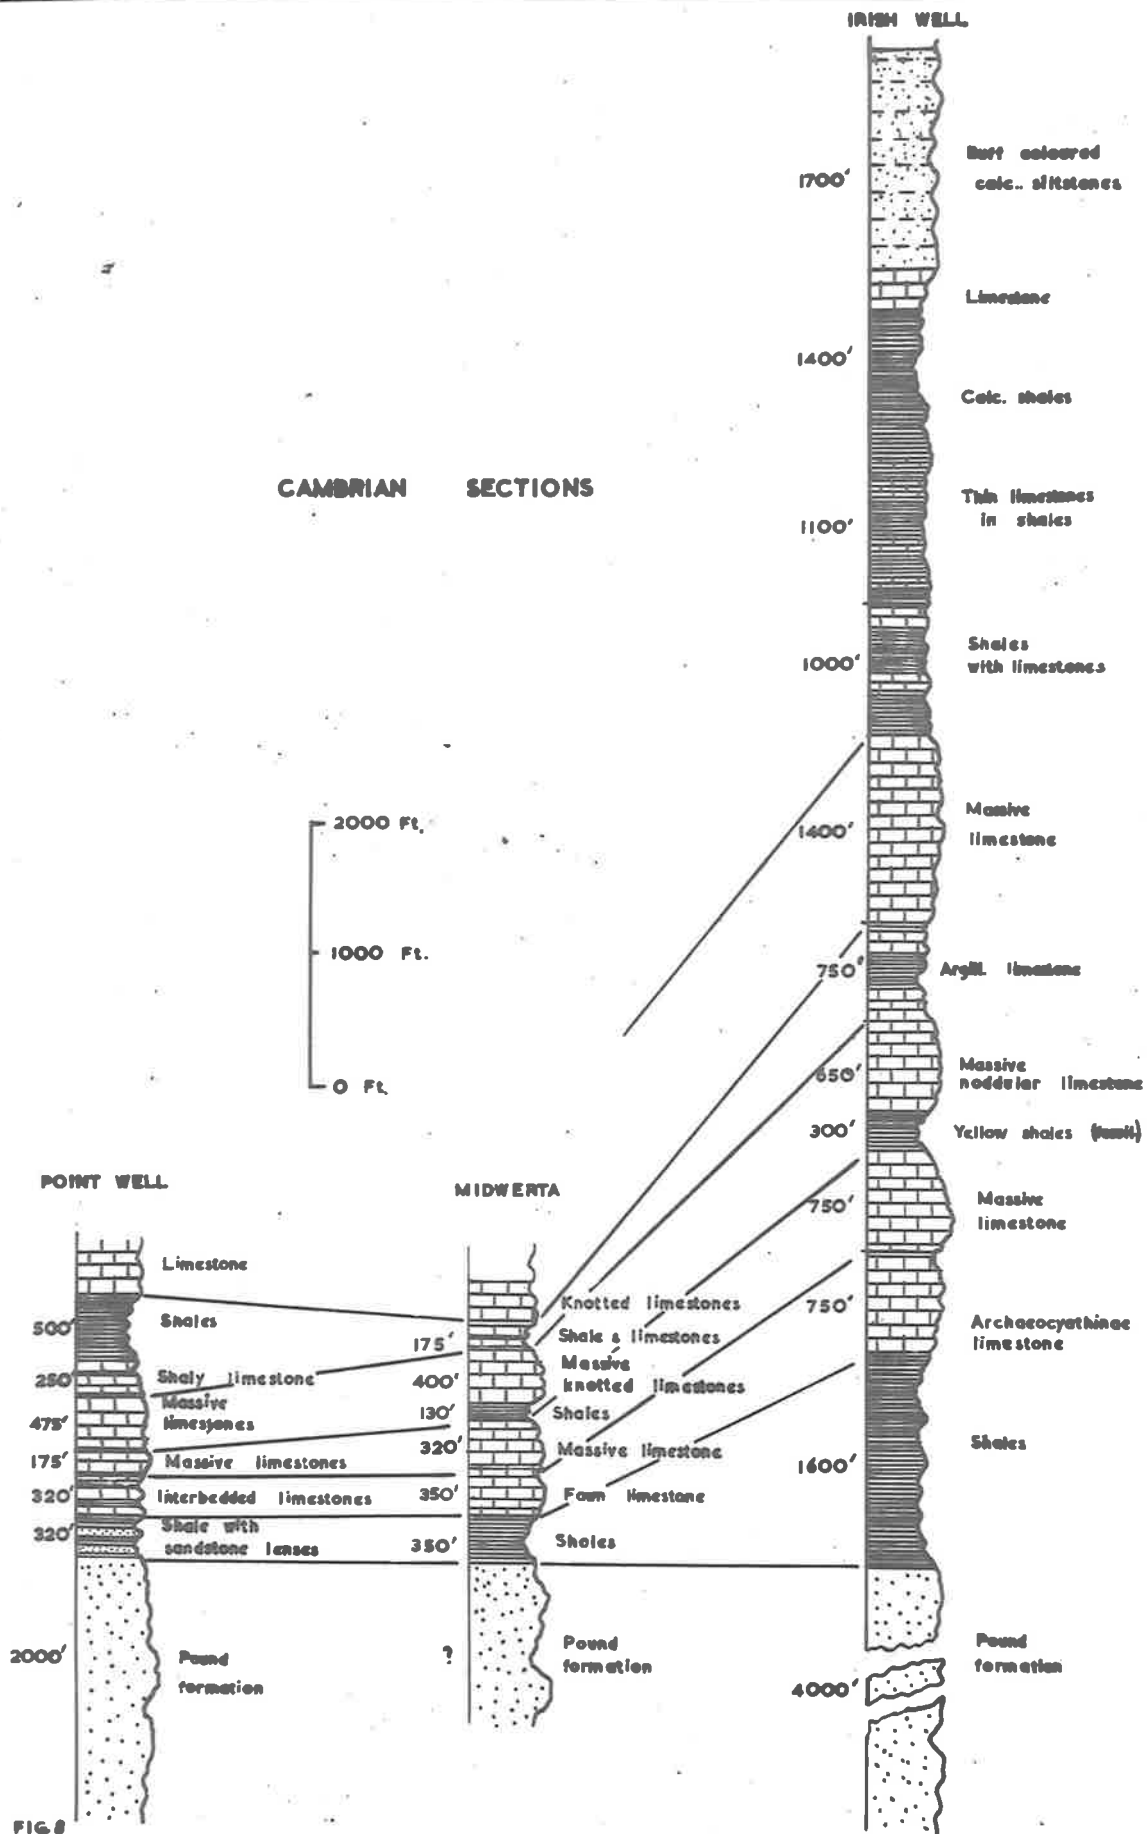 IRISH WELL
1700'
Buff coloured
calc.. siltstones
Limestone
1400'
Calc. shales
CAMBRIAN SECTIONS
Thin limestones
in shales
1100'
Shales
with limestones
1000'
2000 Ft.
1000 Ft.
0 Ft.
Massive
limestone
1400'
750'
Argill. limestone
650'
Massive
noddular limestone
300'
Yellow shales
750'
Massive
limestone
750'
Archaeocyathinae
limestone
1600'
Shales
Pound
formation
4000'
POINT WELL
Limestone
500'
Shales
250'
Shaly limestone
475'
Massive
limestones
175'
Massive limestones
320'
Interbedded limestones
320'
Shale with
sandstone lenses
2000'
Pound
formation
MIDWERTA
Knotted limestones
175'
Shale & limestones
400'
Massive
knotted limestones
130'
Shales
320'
Massive limestone
350'
Fawn limestone
350'
Shales
?
Pound
formation
FIG.8